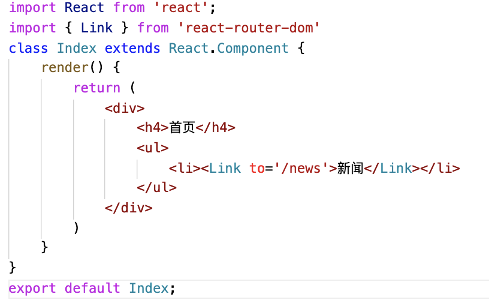 import React from 'react';
import { Link } from 'react-router-dom'
class Index extends React.Component {
    render() {
        return (
            <div>
                <h4>首页</h4>
                <ul>
                    <li><Link to='/news'>新闻</Link></li>
                </ul>
            </div>
        )
    }
}
export default Index;